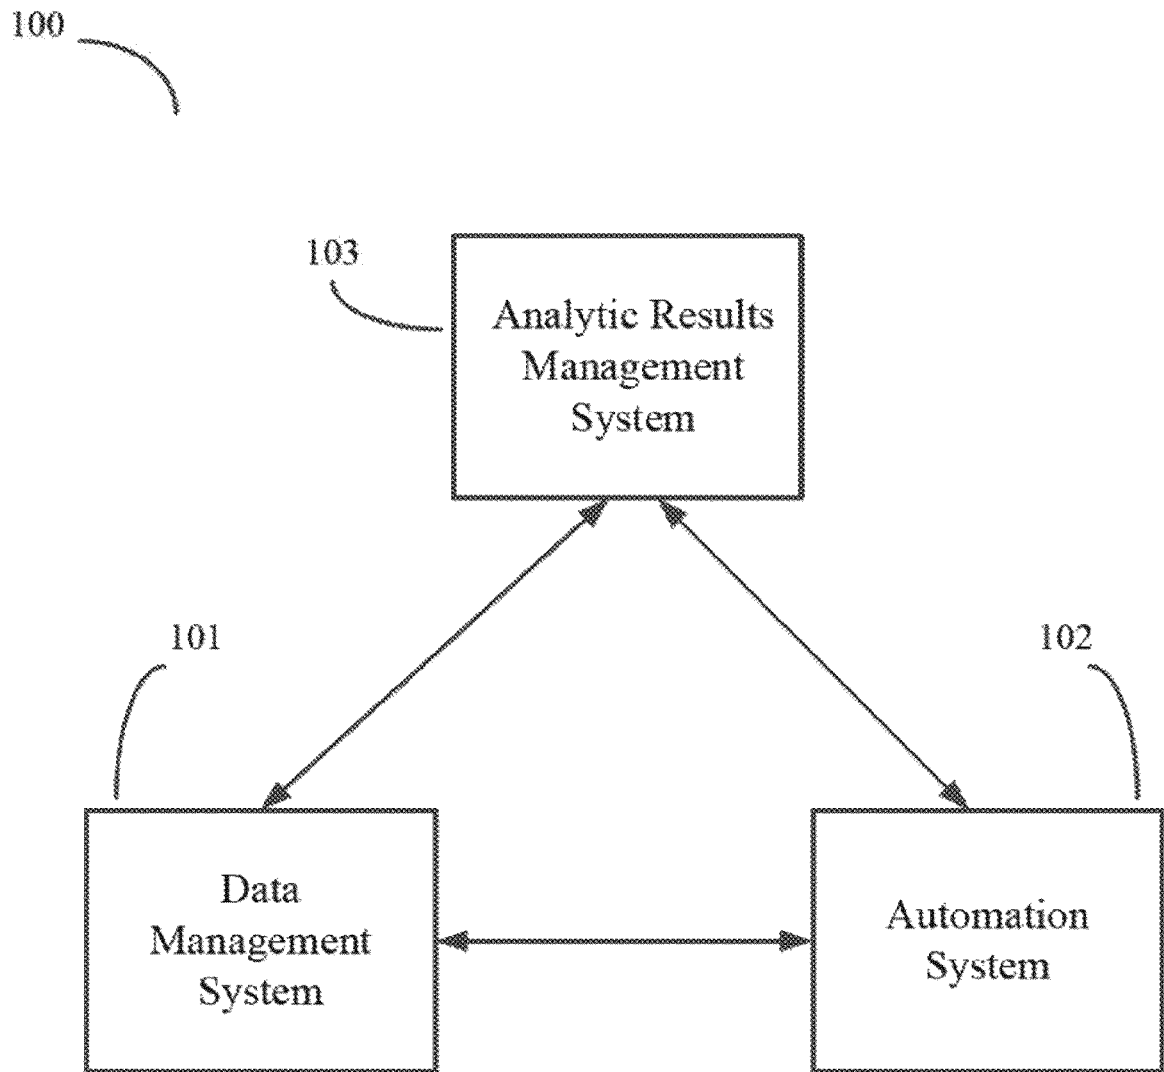 100
103
Analytic Results
Management
System
101
102
Data
Management
System
Automation
System